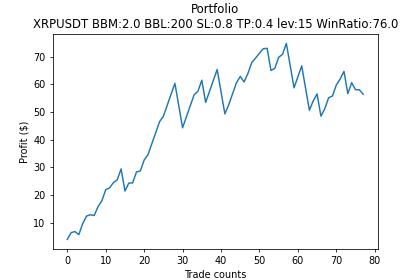 Portfolio
XRPUSDT BBM:2.0 BBL:200 SL:0.8 TP:0.4 lev:15 WinRatio:76.0
70
60
50
40
30
20
10
Profit ($)
0 10 20 30 40 50 60 70 80
Trade counts